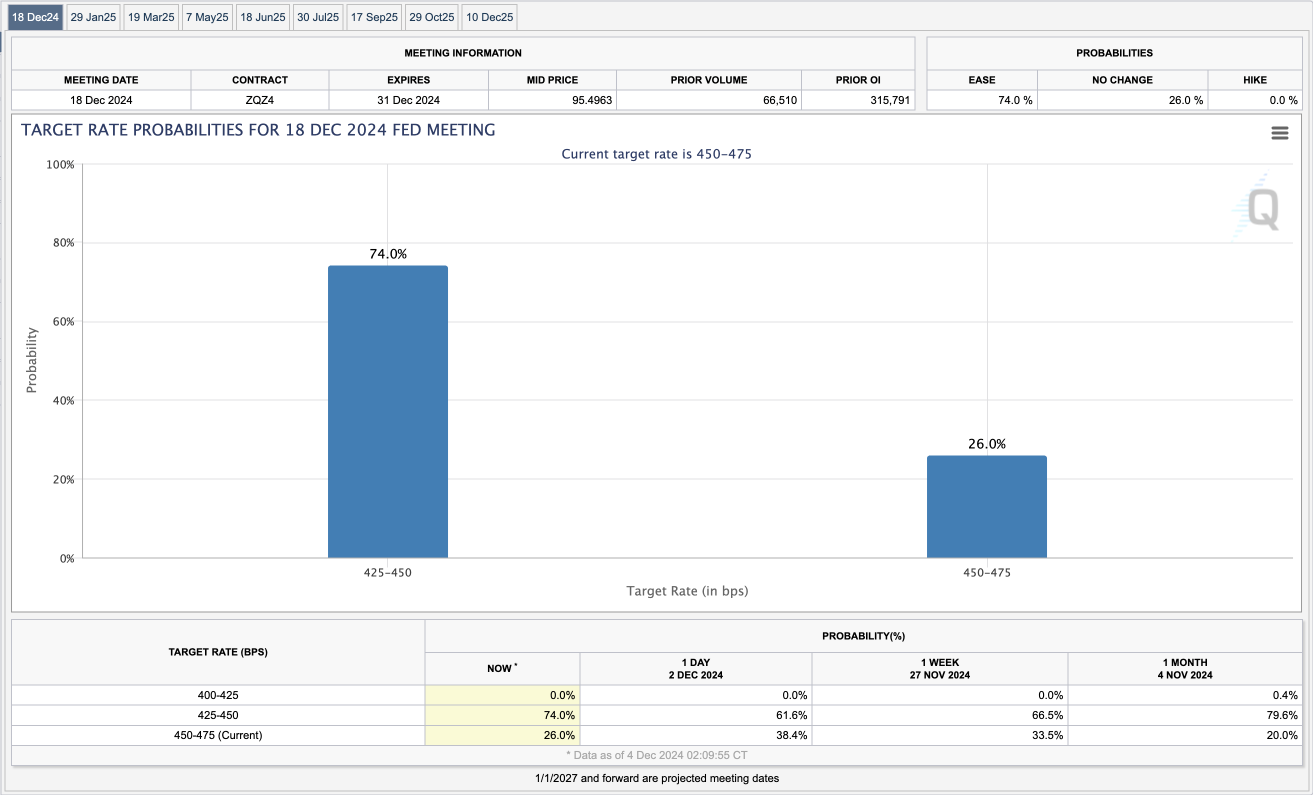 18 Dec24 29 Jan25 19 Mar25 7 May25 18 Jun25 30 Jul25 17 Sep25 29 Oct25 10 Dec25
MEETING INFORMATION
MEETING DATE CONTRACT EXPIRES MID PRICE PRIOR VOLUME PRIOR OI
18 Dec 2024 ZQZ4 31 Dec 2024 95.4963 66,510 315,791
PROBABILITIES
EASE NO CHANGE HIKE
74.0 % 26.0 % 0.0 %
TARGET RATE PROBABILITIES FOR 18 DEC 2024 FED MEETING
Current target rate is 450–475
Q
Probability
100%
80%
60%
40%
20%
0%
74.0%
26.0%
425–450 450–475
Target Rate (in bps)
TARGET RATE (BPS) PROBABILITY(%)
NOW * 1 DAY 1 WEEK 1 MONTH
2 DEC 2024 27 NOV 2024 4 NOV 2024
400-425 0.0% 0.0% 0.0% 0.4%
425-450 74.0% 61.6% 66.5% 79.6%
450-475 (Current) 26.0% 38.4% 33.5% 20.0%
* Data as of 4 Dec 2024 02:09:55 CT
1/1/2027 and forward are projected meeting dates